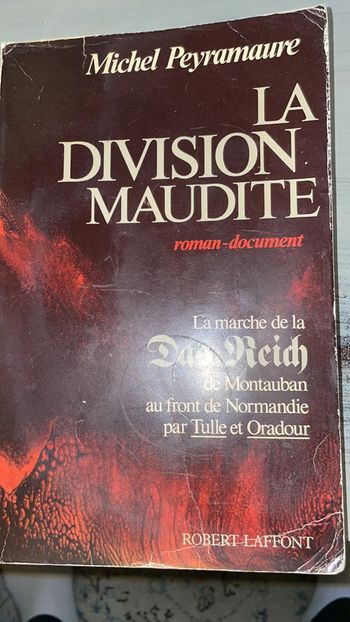 Michel Peyramaure
LA
DIVISION
MAUDITE
roman-document
La marche de la
Das Reich
de Montauban
au front de Normandie
par Tulle et Oradour
ROBERT LAFFONT